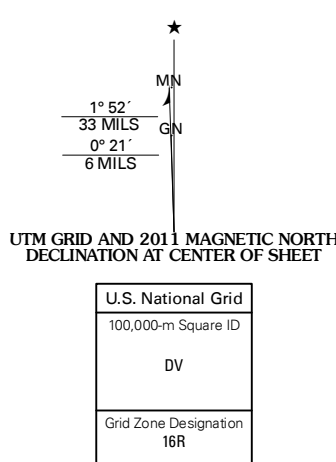 MN
1° 52´
33 MILS
GN
0° 21´
6 MILS
UTM GRID AND 2011 MAGNETIC NORTH
DECLINATION AT CENTER OF SHEET
U.S. National Grid
100,000-m Square ID
DV
Grid Zone Designation
16R